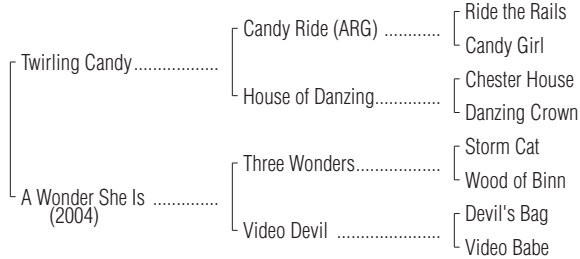 Ride the Rails
Candy Ride (ARG) ............
Candy Girl
Twirling Candy..................
Chester House
House of Danzing..............
Danzing Crown
Storm Cat
Three Wonders..................
Wood of Binn
A Wonder She Is ..............
(2004)
Devil's Bag
Video Devil ......................
Video Babe